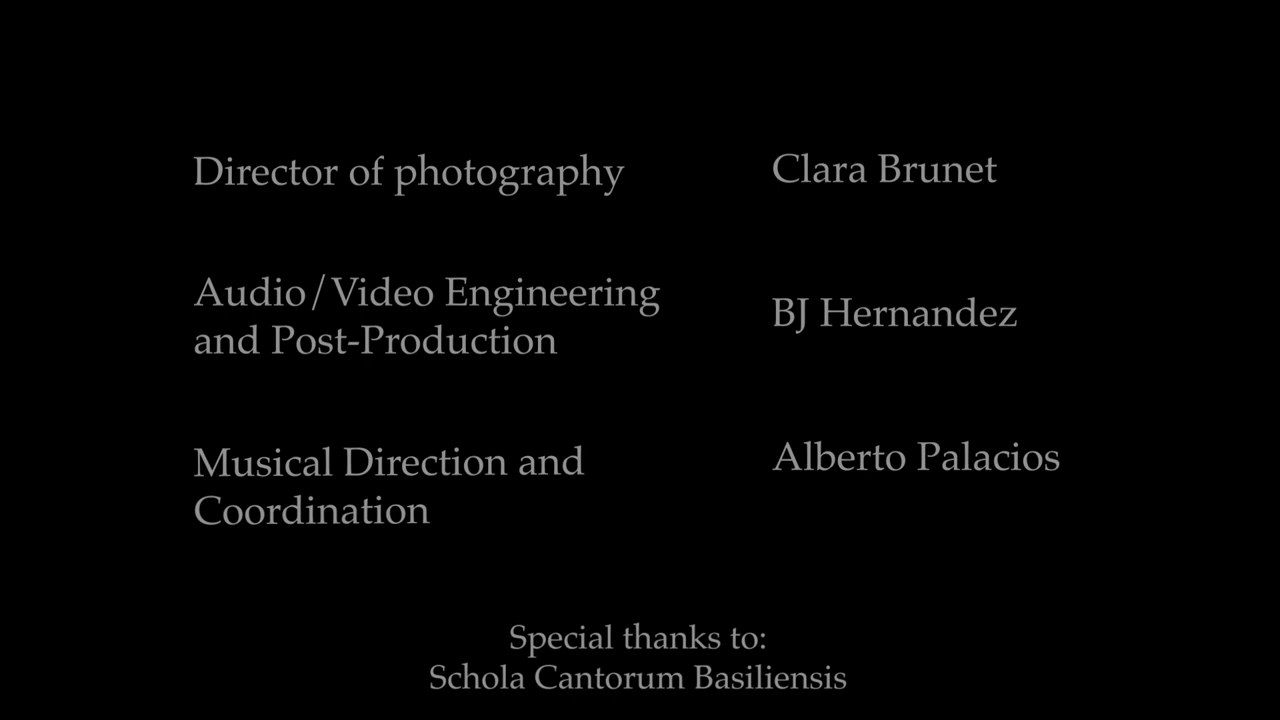 Director of photography
Clara Brunet
Audio/Video Engineering
and Post-Production
BJ Hernandez
Musical Direction and
Coordination
Alberto Palacios
Special thanks to:
Schola Cantorum Basiliensis